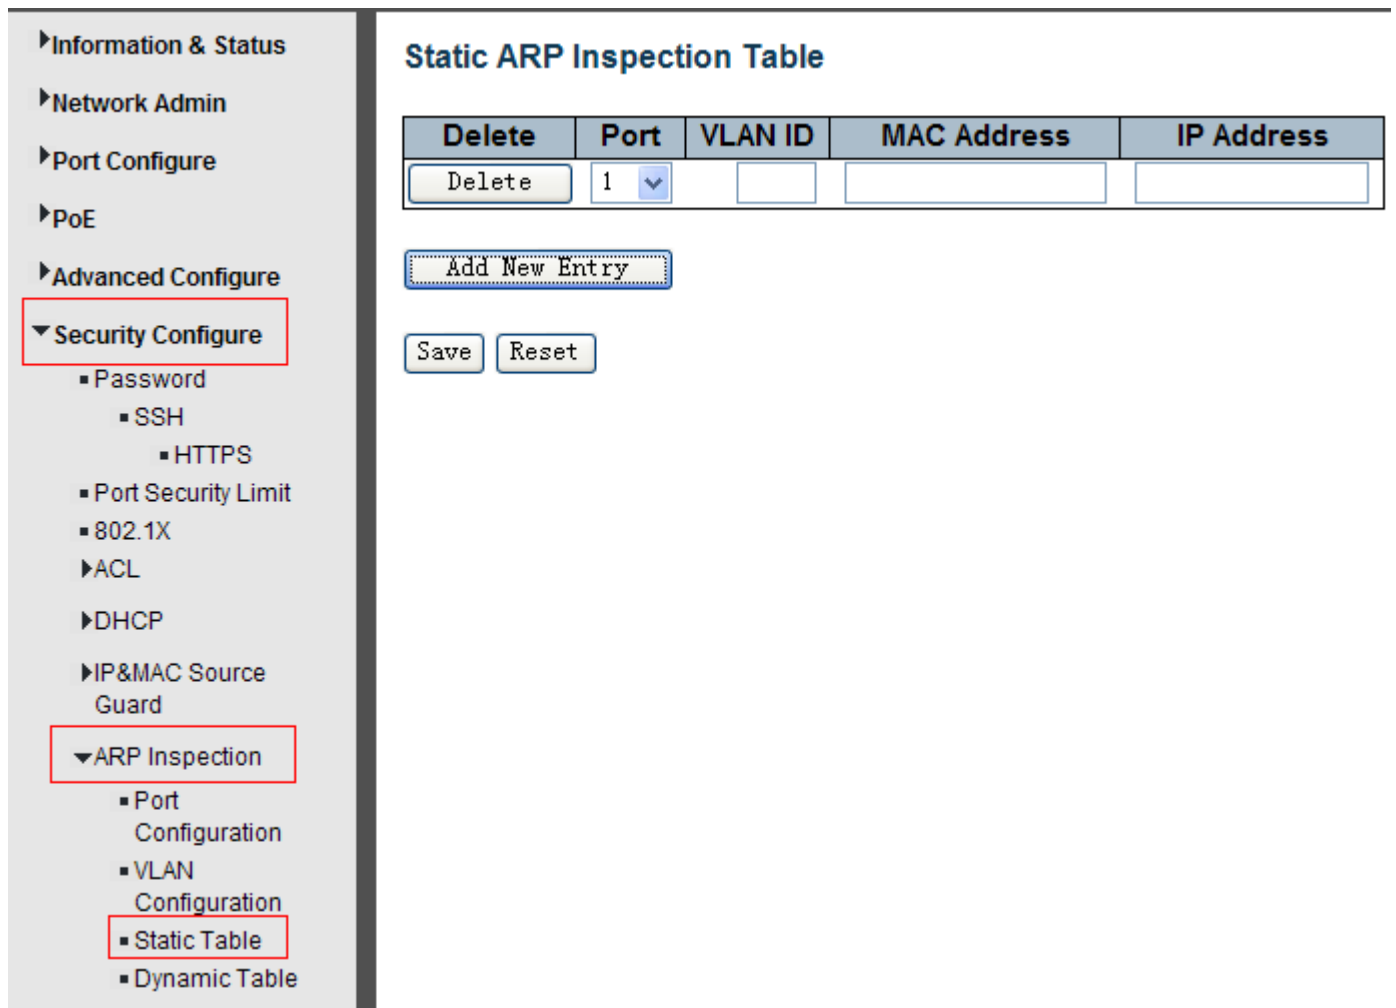 Information & Status
Network Admin
Port Configure
PoE
Advanced Configure
Security Configure
Password
SSH
HTTPS
Port Security Limit
802.1X
ACL
DHCP
IP&MAC Source
Guard
ARP Inspection
Port
Configuration
VLAN
Configuration
Static Table
Dynamic Table
Static ARP Inspection Table
Delete Port VLAN ID MAC Address IP Address
Delete 1
Add New Entry
Save Reset